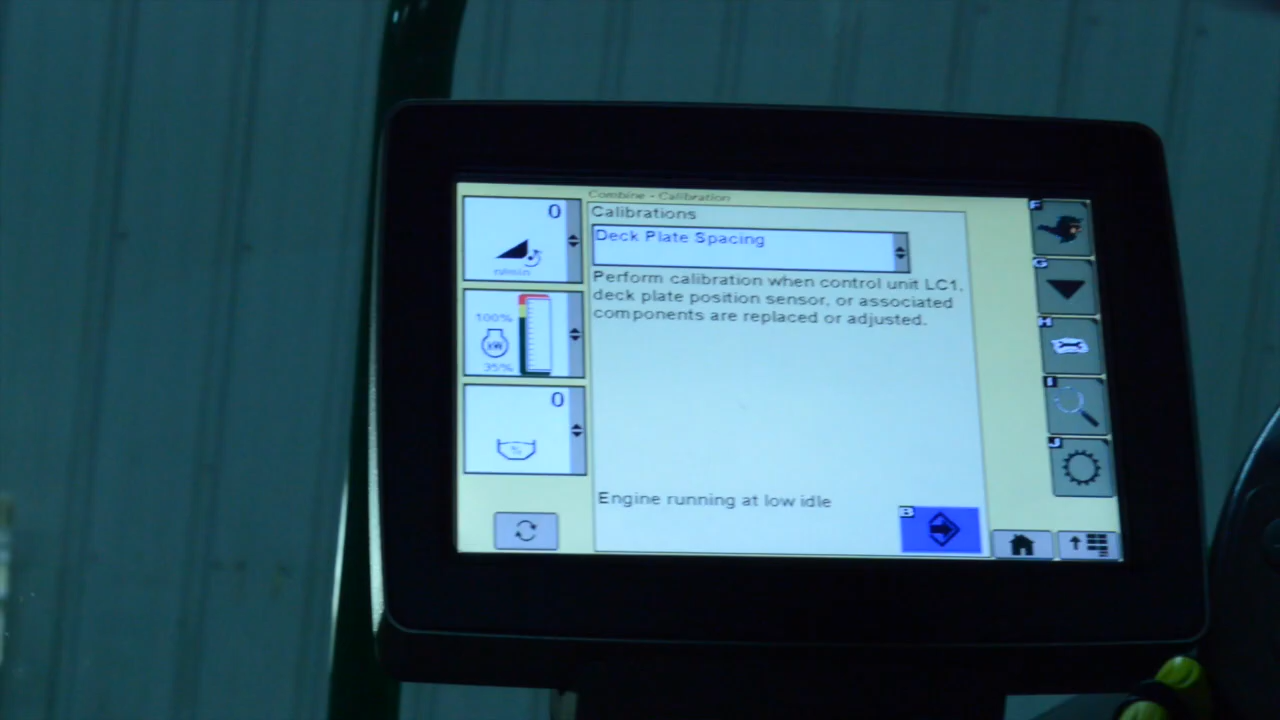 Combine - Calibration
Calibrations
Deck Plate Spacing
Perform calibration when control unit LC1,
deck plate position sensor, or associated
components are replaced or adjusted.
Engine running at low idle
0
n/min
100%
kW
35%
0
%
F
G
H
I
J
B